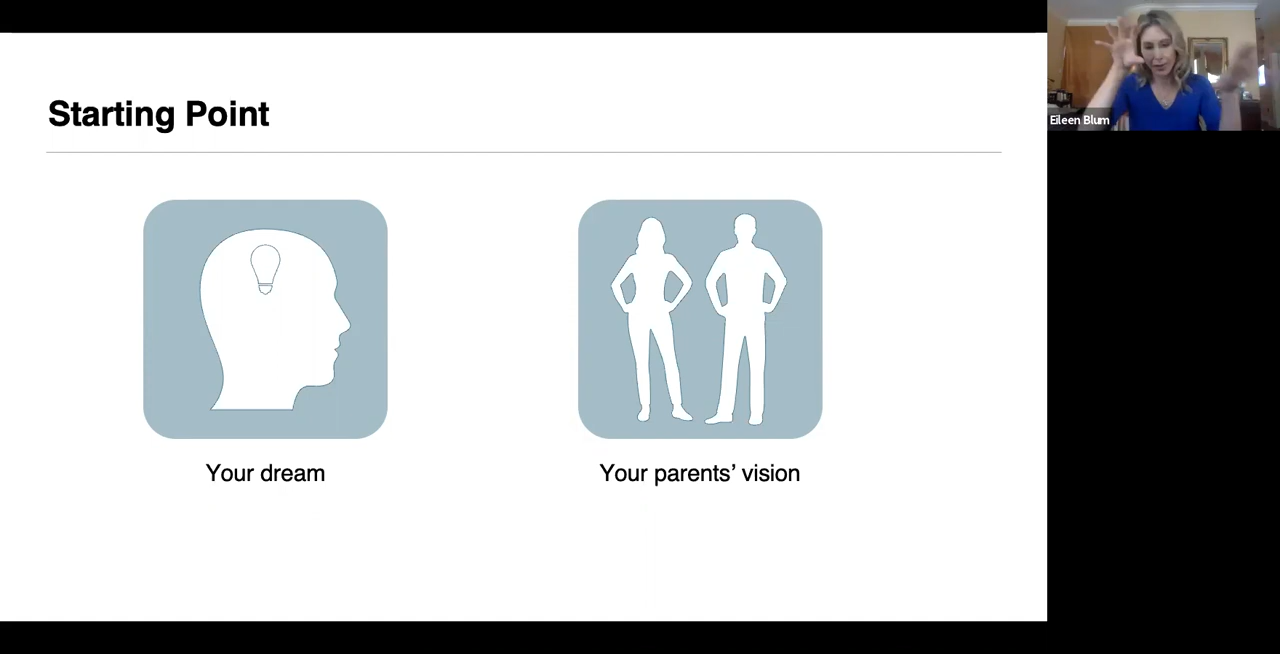 Starting Point
Your dream
Your parents’ vision
Eileen Blum